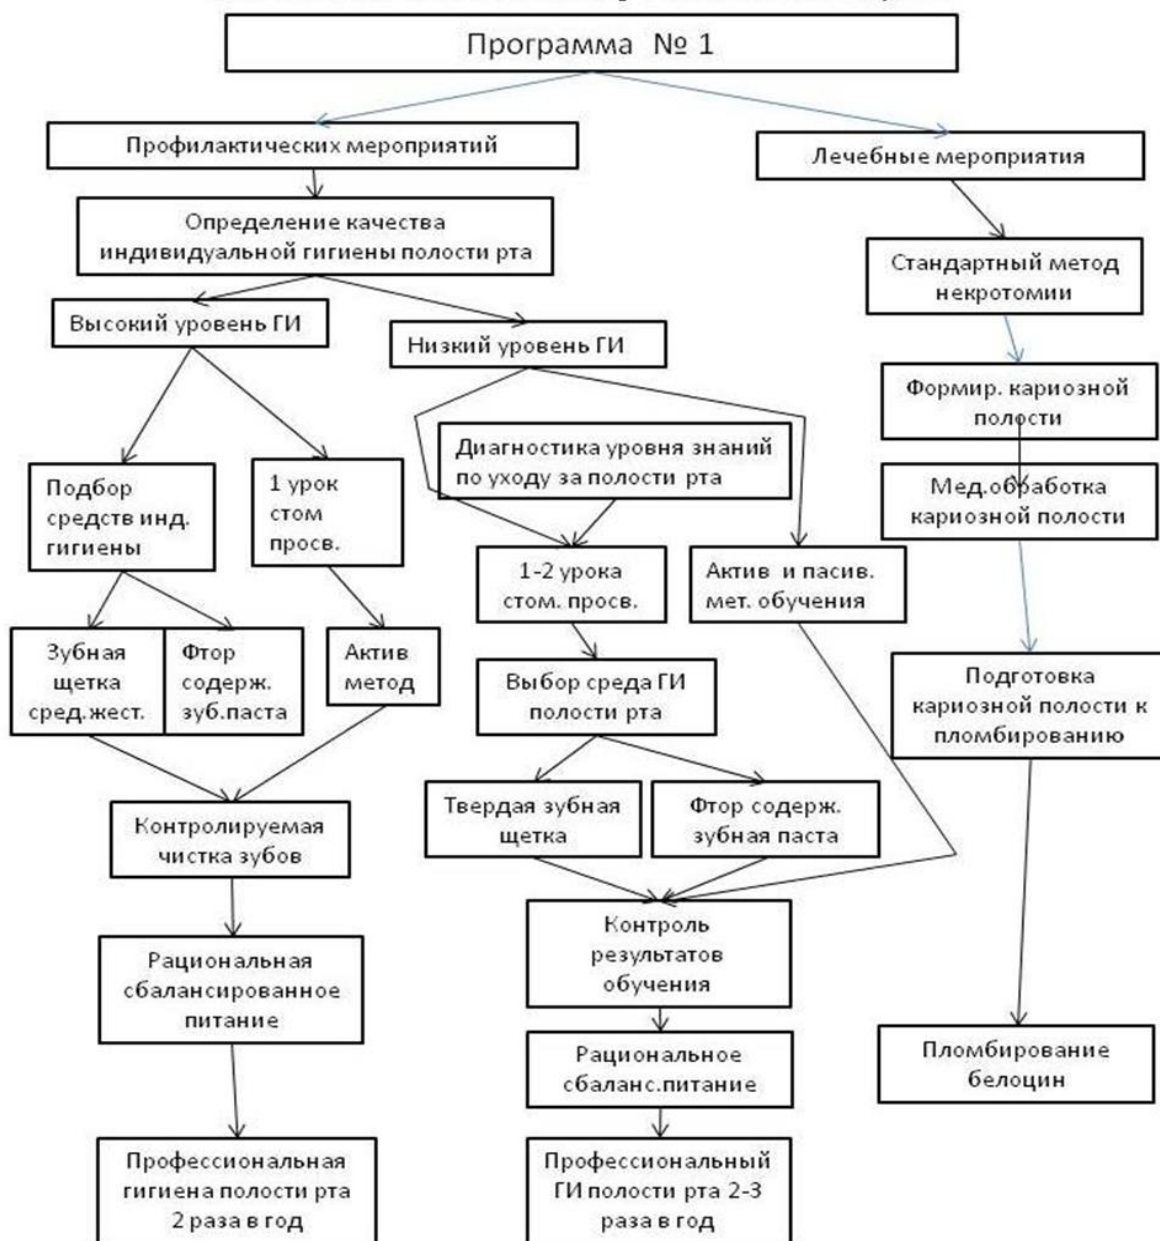 Программа № 1
Профилактических мероприятий
Лечебные мероприятия
Определение качества
индивидуальной гигиены полости рта
Стандартный метод
некротомии
Высокий уровень ГИ
Низкий уровень ГИ
Формир. кариозной
полости
Диагностика уровня знаний
по уходу за полости рта
Подбор
средств инд.
гигиены
1 урок
стом
просв.
Мед.обработка
кариозной полости
1-2 урока
стом. просв.
Актив и пасив.
мет. обучения
Зубная
щетка
сред.жест.
Фтор
содерж.
зуб.паста
Актив
метод
Выбор среда ГИ
полости рта
Подготовка
кариозной полости к
пломбированию
Твердая зубная
щетка
Фтор содерж.
зубная паста
Контролируемая
чистка зубов
Контроль
результатов
обучения
Рациональная
сбалансированное
питание
Рациональное
сбаланс.питание
Пломбирование
белоцин
Профессиональная
гигиена полости рта
2 раза в год
Профессиональный
ГИ полости рта 2-3
раза в год